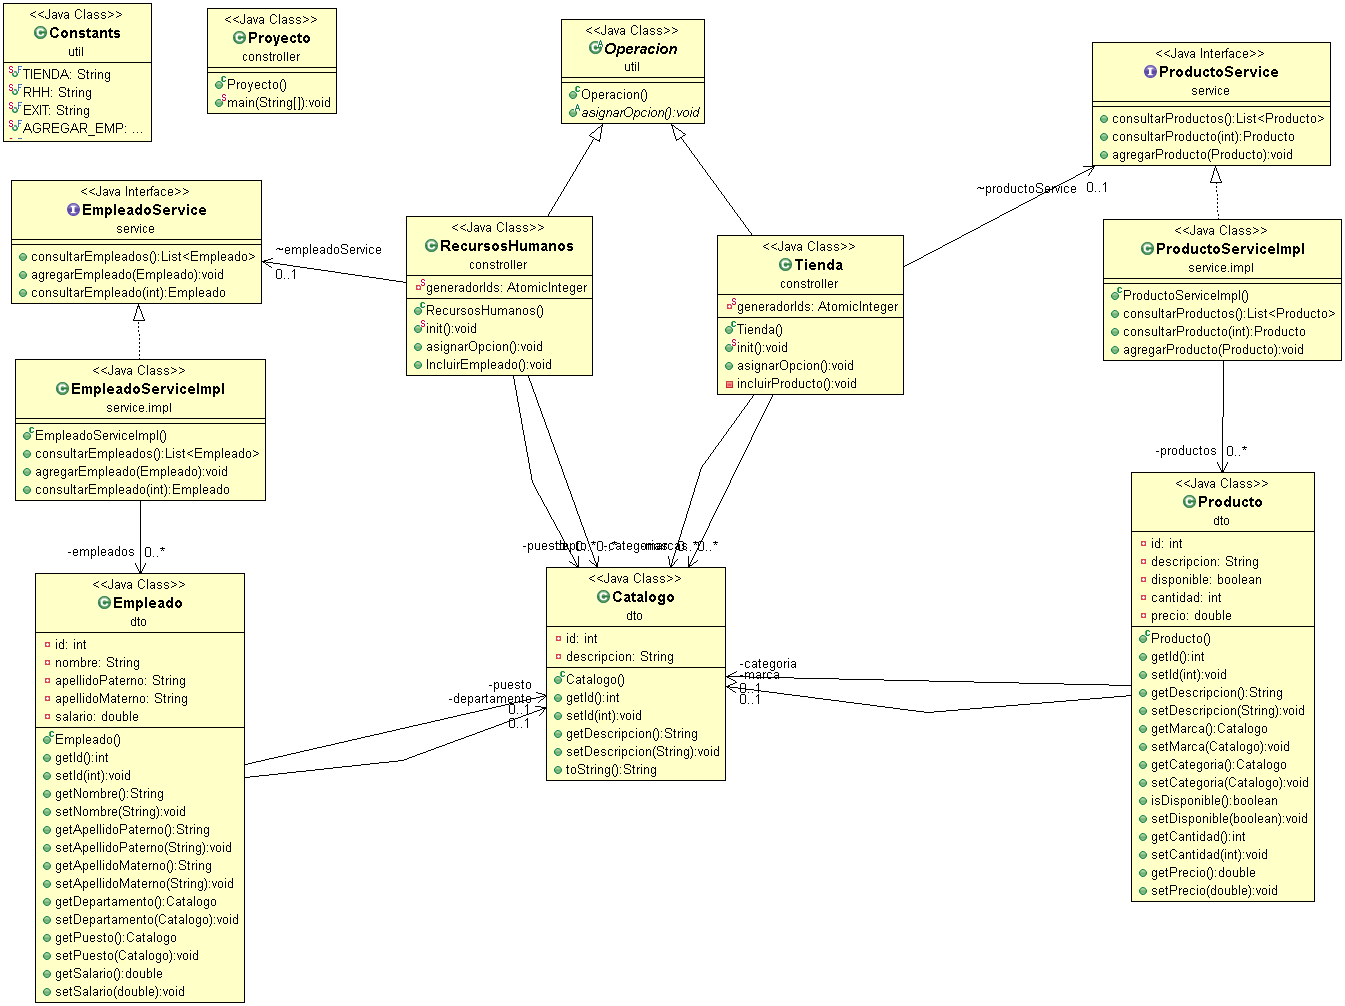 <<Java Class>>
Constants
util
TIENDA: String
RHH: String
EXIT: String
AGREGAR_EMP: ...
<<Java Class>>
Proyecto
constroller
Proyecto()
main(String[]):void
<<Java Class>>
Operacion
util
Operacion()
asignarOpcion():void
<<Java Interface>>
ProductoService
service
consultarProductos():List<Producto>
consultarProducto(int):Producto
agregarProducto(Producto):void
~productoService 0..1
<<Java Interface>>
EmpleadoService
service
consultarEmpleados():List<Empleado>
agregarEmpleado(Empleado):void
consultarEmpleado(int):Empleado
~empleadoService
0..1
<<Java Class>>
RecursosHumanos
constroller
generadorIds: AtomicInteger
RecursosHumanos()
init():void
asignarOpcion():void
IncluirEmpleado():void
<<Java Class>>
Tienda
constroller
generadorIds: AtomicInteger
Tienda()
init():void
asignarOpcion():void
incluirProducto():void
<<Java Class>>
ProductoServiceImpl
service.impl
ProductoServiceImpl()
consultarProductos():List<Producto>
consultarProducto(int):Producto
agregarProducto(Producto):void
<<Java Class>>
EmpleadoServiceImpl
service.impl
EmpleadoServiceImpl()
consultarEmpleados():List<Empleado>
agregarEmpleado(Empleado):void
consultarEmpleado(int):Empleado
-empleados 0..*
-productos 0..*
-categorias
0..*
<<Java Class>>
Empleado
dto
id: int
nombre: String
apellidoPaterno: String
apellidoMaterno: String
salario: double
Empleado()
getId():int
setId(int):void
getNombre():String
setNombre(String):void
getApellidoPaterno():String
setApellidoPaterno(String):void
getApellidoMaterno():String
setApellidoMaterno(String):void
getDepartamento():Catalogo
setDepartamento(Catalogo):void
getPuesto():Catalogo
setPuesto(Catalogo):void
getSalario():double
setSalario(double):void
-puesto
-departamento
0..1
0..1
<<Java Class>>
Catalogo
dto
id: int
descripcion: String
Catalogo()
getId():int
setId(int):void
getDescripcion():String
setDescripcion(String):void
toString():String
-categoria
-marca
0..1
0..1
<<Java Class>>
Producto
dto
id: int
descripcion: String
disponible: boolean
cantidad: int
precio: double
Producto()
getId():int
setId(int):void
getDescripcion():String
setDescripcion(String):void
getMarca():Catalogo
setMarca(Catalogo):void
getCategoria():Catalogo
setCategoria(Catalogo):void
isDisponible():boolean
setDisponible(boolean):void
getCantidad():int
setCantidad(int):void
getPrecio():double
setPrecio(double):void